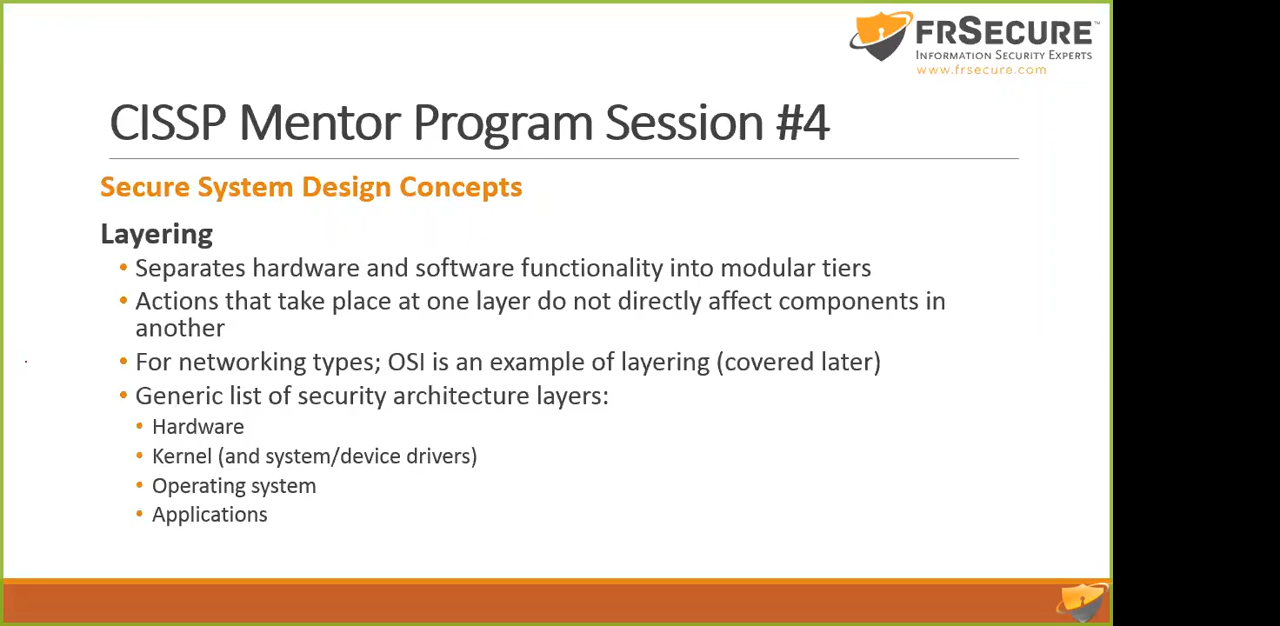 FRSECURE™
INFORMATION SECURITY EXPERTS
www.frsecure.com
CISSP Mentor Program Session #4
Secure System Design Concepts
Layering
• Separates hardware and software functionality into modular tiers
• Actions that take place at one layer do not directly affect components in
another
• For networking types; OSI is an example of layering (covered later)
• Generic list of security architecture layers:
• Hardware
• Kernel (and system/device drivers)
• Operating system
• Applications